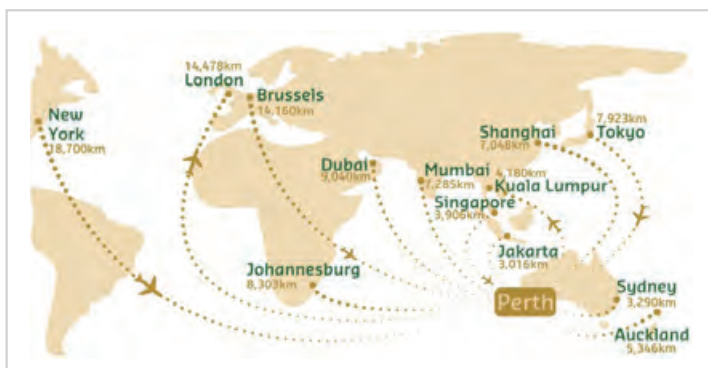 14,478km
London
Brussels
14,160km
New
York
18,700km
7,923km
Tokyo
Shanghai
7,048km
Dubai
9,040km
Mumbai
7,285km
4,180km
Kuala Lumpur
Singapore
3,906km
Jakarta
3,016km
Johannesburg
8,303km
Perth
Sydney
3,290km
Auckland
5,346km